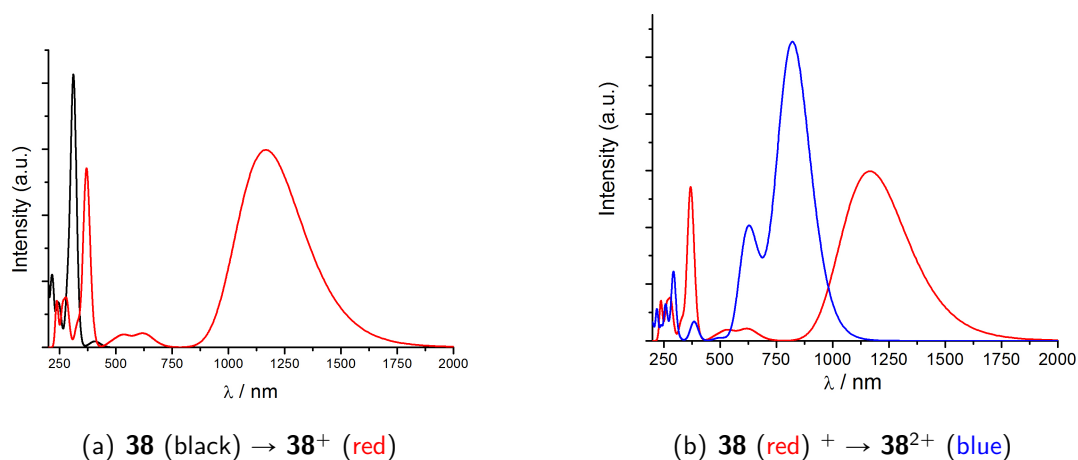 Intensity (a.u.)
250 500 750 1000 1250 1500 1750 2000
λ / nm
(a) 38 (black) → 38⁺ (red)
Intensity (a.u.)
250 500 750 1000 1250 1500 1750 2000
λ / nm
(b) 38 (red) ⁺ → 38²⁺ (blue)